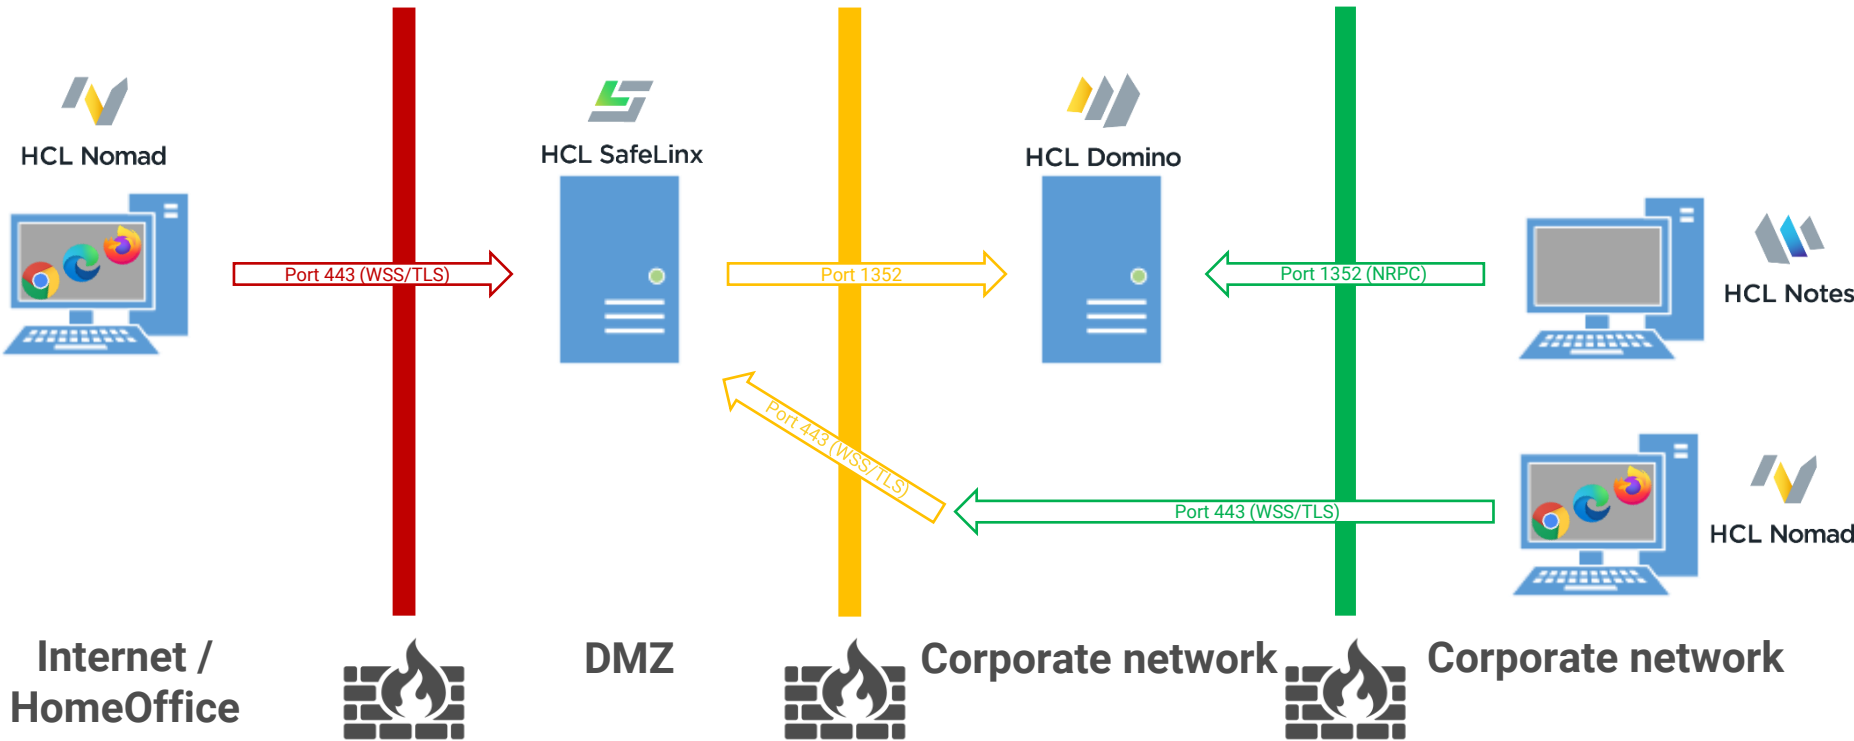 HCL Nomad
HCL SafeLinx
HCL Domino
Port 443 (WSS/TLS)
Port 1352
Port 1352 (NRPC)
HCL Notes
Port 443 (WSS/TLS)
Port 443 (WSS/TLS)
HCL Nomad
Internet /
HomeOffice
DMZ
Corporate network
Corporate network